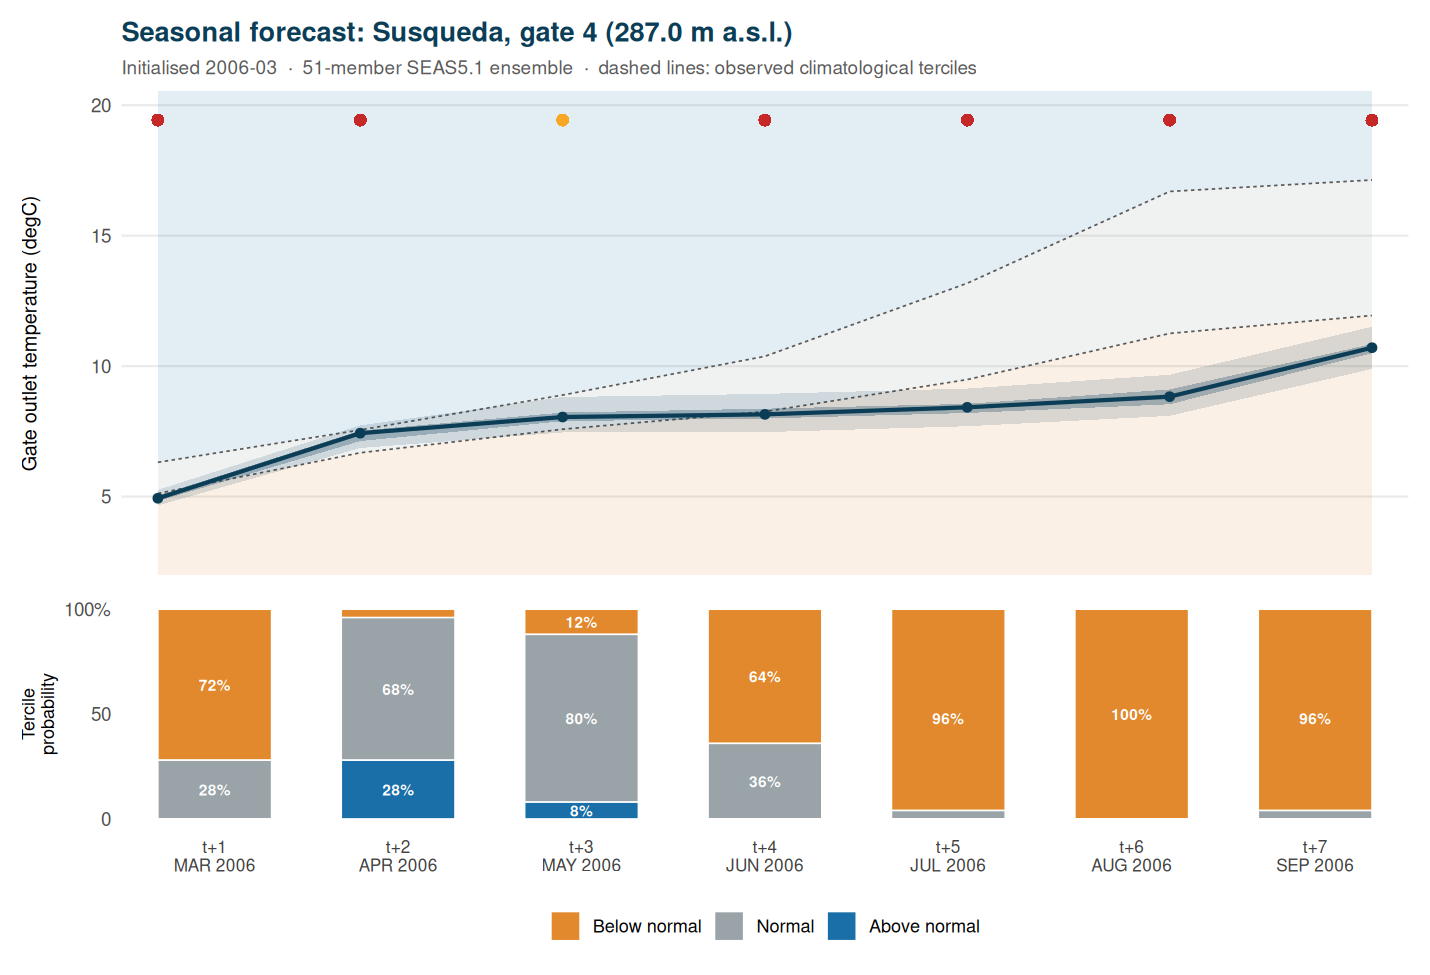 Seasonal forecast: Susqueda, gate 4 (287.0 m a.s.l.)
Initialised 2006-03 · 51-member SEAS5.1 ensemble · dashed lines: observed climatological terciles
Gate outlet temperature (degC)
20
15
10
5
Tercile
probability
100%
50
0
72%
28%
68%
28%
12%
80%
8%
64%
36%
96%
100%
96%
t+1
MAR 2006
t+2
APR 2006
t+3
MAY 2006
t+4
JUN 2006
t+5
JUL 2006
t+6
AUG 2006
t+7
SEP 2006
Below normal
Normal
Above normal